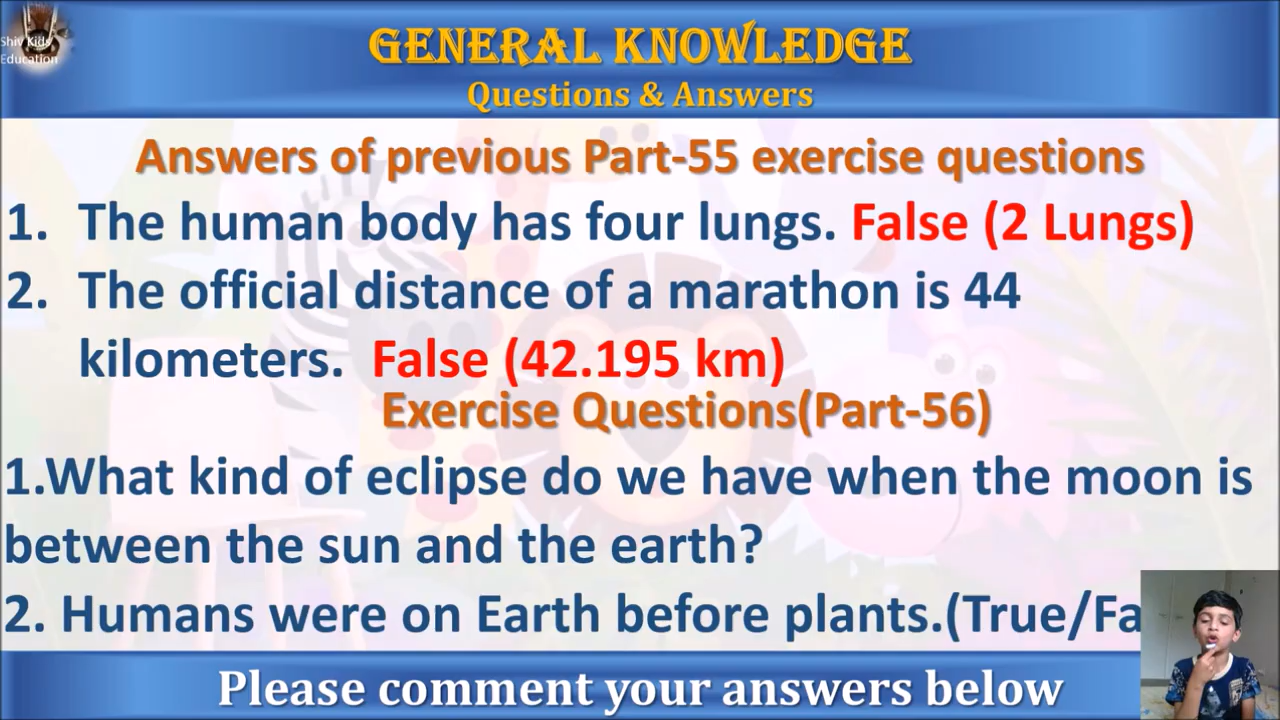 Shiv Kids
Education
GENERAL KNOWLEDGE
Questions & Answers
Answers of previous Part-55 exercise questions
1. The human body has four lungs. False (2 Lungs)
2. The official distance of a marathon is 44
kilometers. False (42.195 km)
Exercise Questions(Part-56)
1.What kind of eclipse do we have when the moon is
between the sun and the earth?
2. Humans were on Earth before plants.(True/Fa
Please comment your answers below